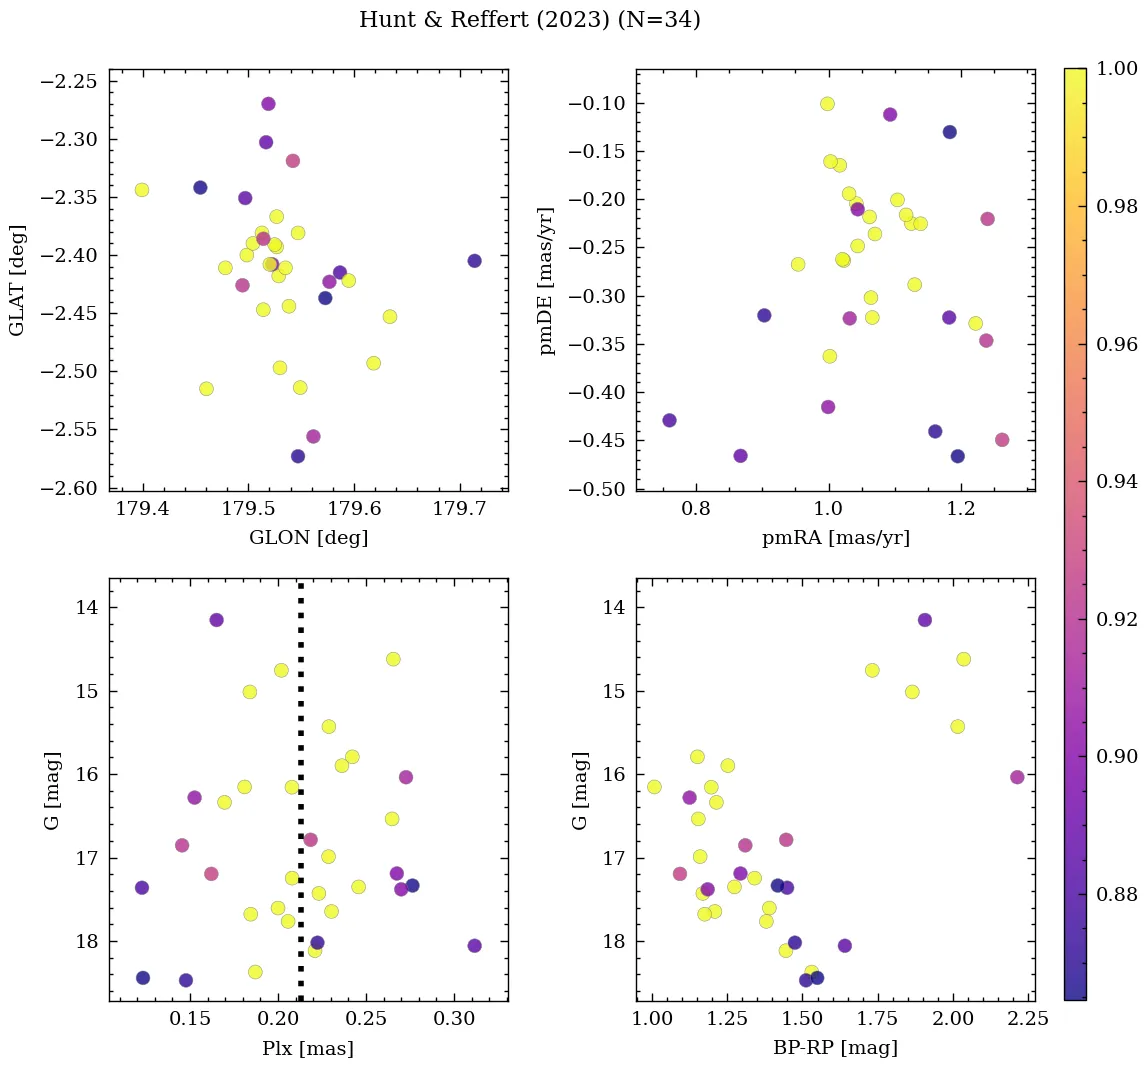 Hunt & Reffert (2023) (N=34)
−2.25
−2.30
−2.35
−2.40
−2.45
−2.50
−2.55
−2.60
GLAT [deg]
179.4 179.5 179.6 179.7
GLON [deg]
−0.10
−0.15
−0.20
−0.25
−0.30
−0.35
−0.40
−0.45
−0.50
pmDE [mas/yr]
0.8 1.0 1.2
pmRA [mas/yr]
14
15
16
17
18
G [mag]
0.15 0.20 0.25 0.30
Plx [mas]
14
15
16
17
18
G [mag]
1.00 1.25 1.50 1.75 2.00 2.25
BP-RP [mag]
1.00
0.98
0.96
0.94
0.92
0.90
0.88